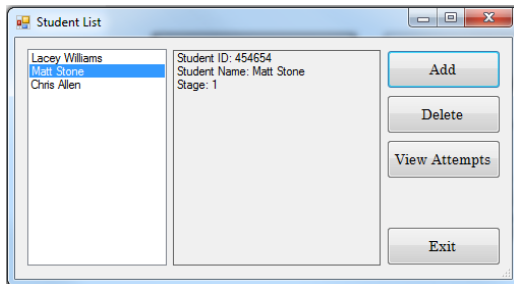 Student List
Lacey Williams
Matt Stone
Chris Allen
Student ID: 454654
Student Name: Matt Stone
Stage: 1
Add
Delete
View Attempts
Exit